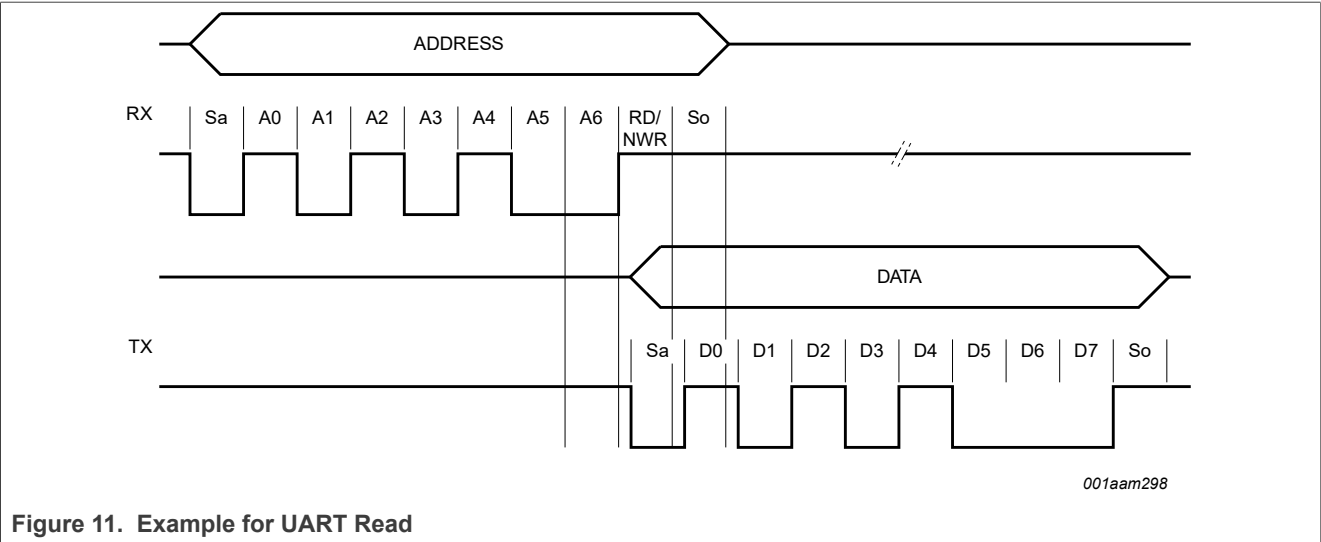 ADDRESS
RX Sa A0 A1 A2 A3 A4 A5 A6 RD/ So
NWR
DATA
TX Sa D0 D1 D2 D3 D4 D5 D6 D7 So
001aam298
Figure 11. Example for UART Read